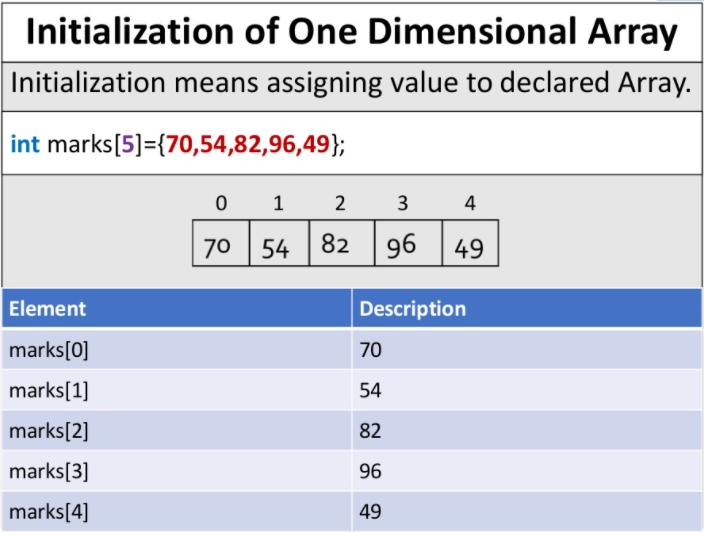 Initialization of One Dimensional Array
Initialization means assigning value to declared Array.
int marks[5]={70,54,82,96,49};
0 1 2 3 4
70 54 82 96 49
Element Description
marks[0] 70
marks[1] 54
marks[2] 82
marks[3] 96
marks[4] 49